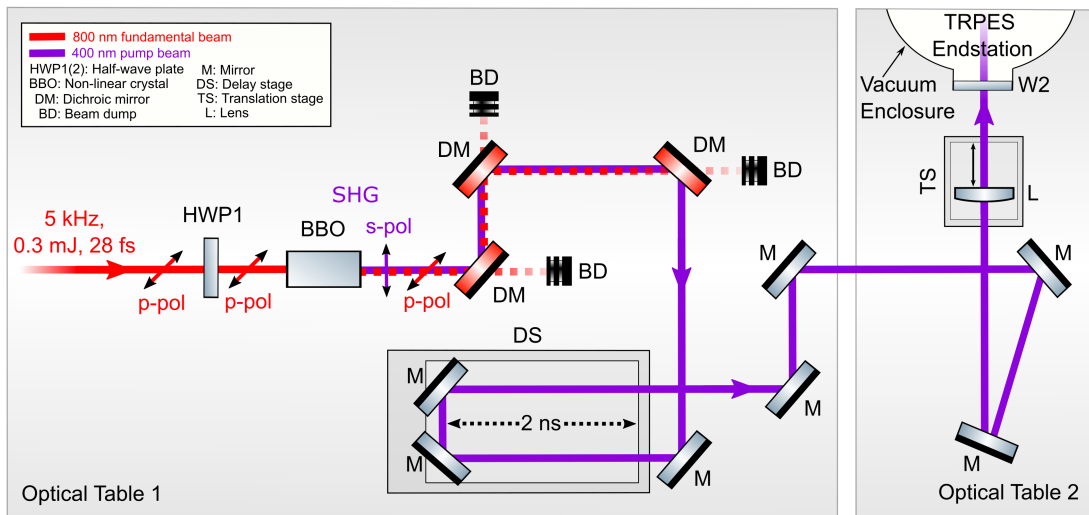 800 nm fundamental beam
400 nm pump beam
HWP1(2): Half-wave plate
M: Mirror
BBO: Non-linear crystal
DS: Delay stage
DM: Dichroic mirror
TS: Translation stage
BD: Beam dump
L: Lens
BD
DM
DM
BD
SHG
s-pol
HWP1
BBO
5 kHz,
0.3 mJ, 28 fs
p-pol
p-pol
p-pol
DM
BD
DS
M
2 ns
M
M
M
M
Optical Table 1
TRPES
Endstation
W2
Vacuum
Enclosure
TS
L
M
M
Optical Table 2